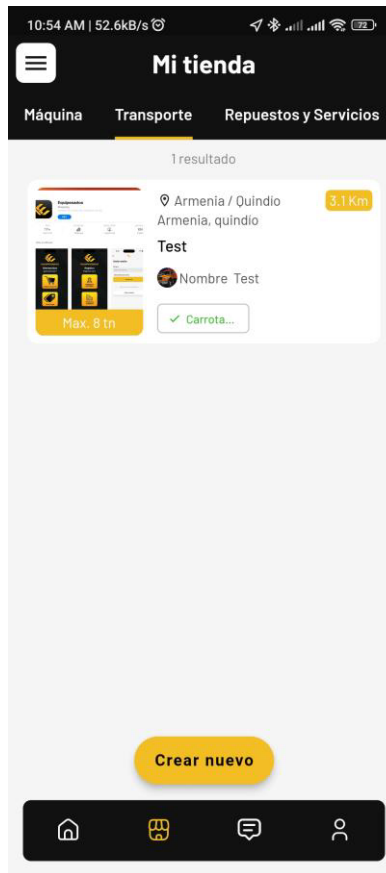 10:54 AM | 52.6kB/s
72
Mi tienda
Máquina
Transporte
Repuestos y Servicios
1 resultado
Armenia / Quindio
3.1 Km
Armenia, quindío
Test
Nombre Test
Max. 8 tn
Carrota...
Crear nuevo